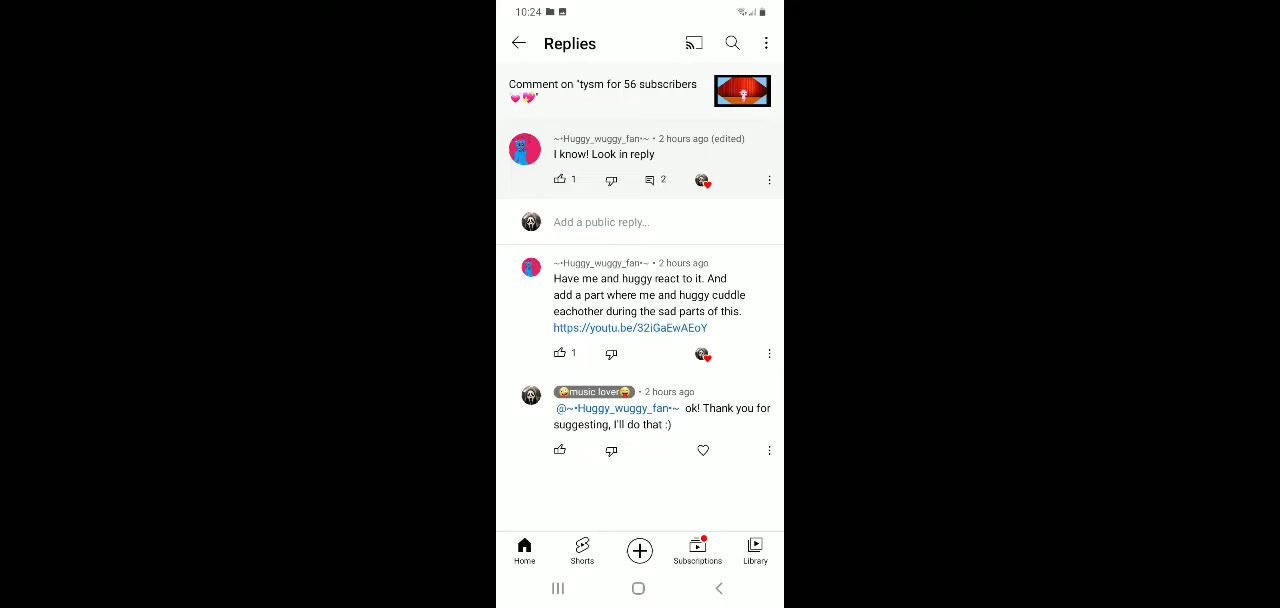 10:24
Replies
Comment on "tysm for 56 subscribers
💓💖"
~•Huggy_wuggy_fan•~ • 2 hours ago (edited)
I know! Look in reply
1 2
Add a public reply...
~•Huggy_wuggy_fan•~ • 2 hours ago
Have me and huggy react to it. And
add a part where me and huggy cuddle
eachother during the sad parts of this.
https://youtu.be/32iGaEwAEoY
1
🤪music lover😜 • 2 hours ago
@~•Huggy_wuggy_fan•~ ok! Thank you for
suggesting, I'll do that :)
Home Shorts Subscriptions Library